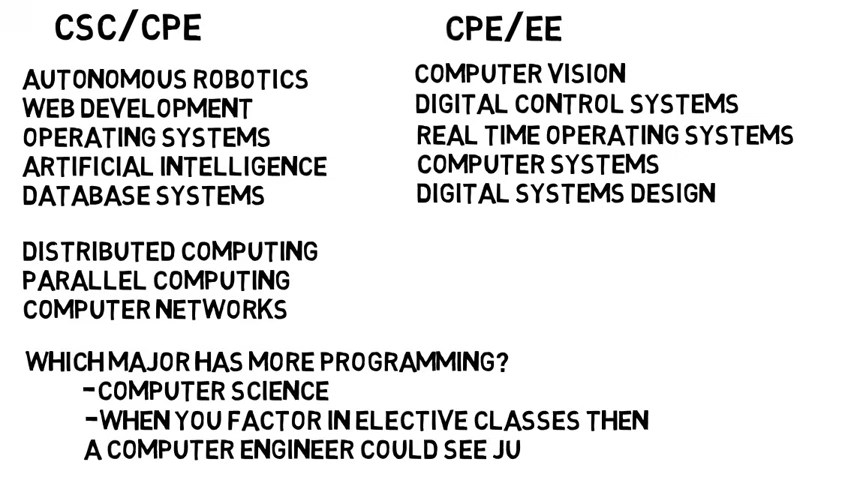 CSC/CPE
AUTONOMOUS ROBOTICS
WEB DEVELOPMENT
OPERATING SYSTEMS
ARTIFICIAL INTELLIGENCE
DATABASE SYSTEMS
DISTRIBUTED COMPUTING
PARALLEL COMPUTING
COMPUTER NETWORKS
CPE/EE
COMPUTER VISION
DIGITAL CONTROL SYSTEMS
REAL TIME OPERATING SYSTEMS
COMPUTER SYSTEMS
DIGITAL SYSTEMS DESIGN
WHICH MAJOR HAS MORE PROGRAMMING?
-COMPUTER SCIENCE
-WHEN YOU FACTOR IN ELECTIVE CLASSES THEN
A COMPUTER ENGINEER COULD SEE JU